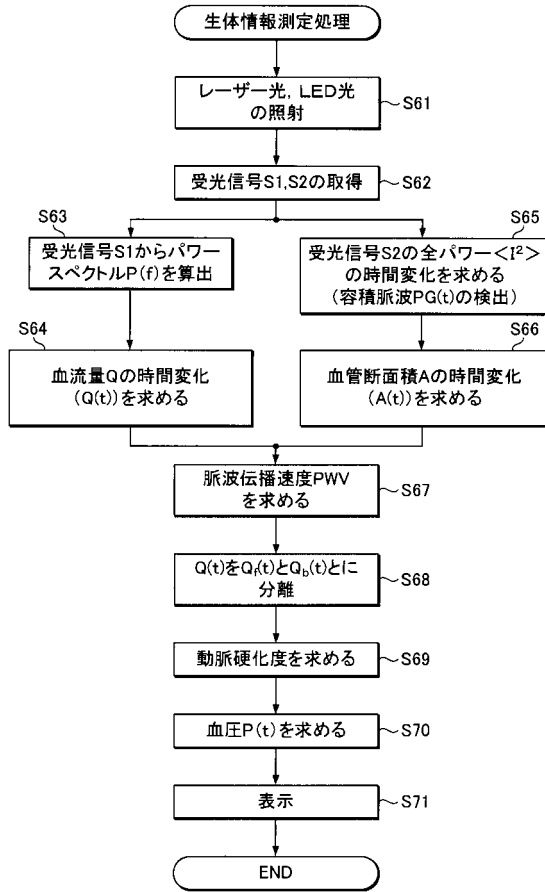 生体情報測定処理
レーザー光，LED光
の照射
S61
受光信号S1，S2の取得
S62
S63
受光信号S1からパワー
スペクトルP(f)を算出
S65
受光信号S2の全パワー<I²>
の時間変化を求める
(容積脈波PG(t)の検出)
S64
血流量Qの時間変化
(Q(t))を求める
S66
血管断面積Aの時間変化
(A(t))を求める
脈波伝播速度PWV
を求める
S67
Q(t)をQf(t)とQb(t)とに
分離
S68
動脈硬化度を求める
S69
血圧P(t)を求める
S70
表示
S71
END